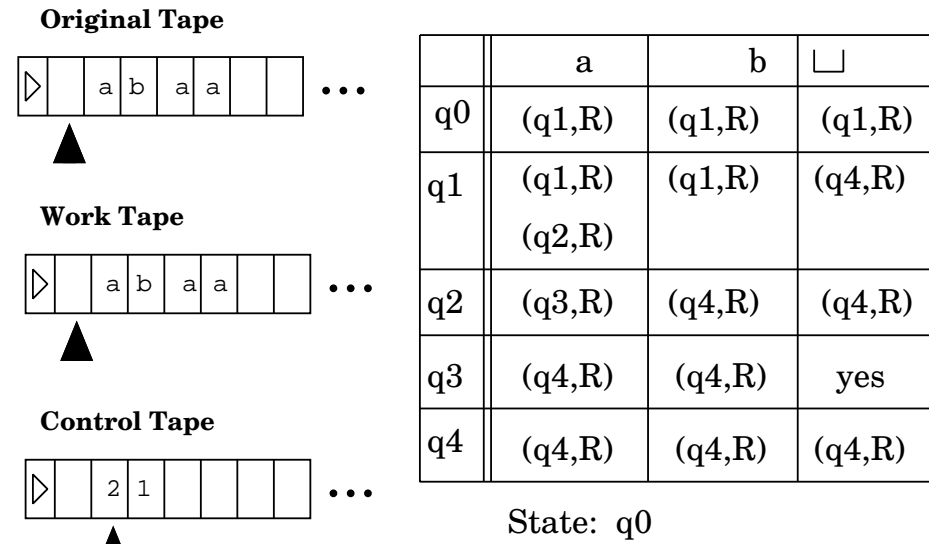 Original Tape
▷ a b a a ...
Work Tape
▷ a b a a ...
Control Tape
▷ 2 1 ...
a b ⊔
q0 (q1,R) (q1,R) (q1,R)
q1 (q1,R) (q1,R) (q4,R)
(q2,R)
q2 (q3,R) (q4,R) (q4,R)
q3 (q4,R) (q4,R) yes
q4 (q4,R) (q4,R) (q4,R)
State: q0